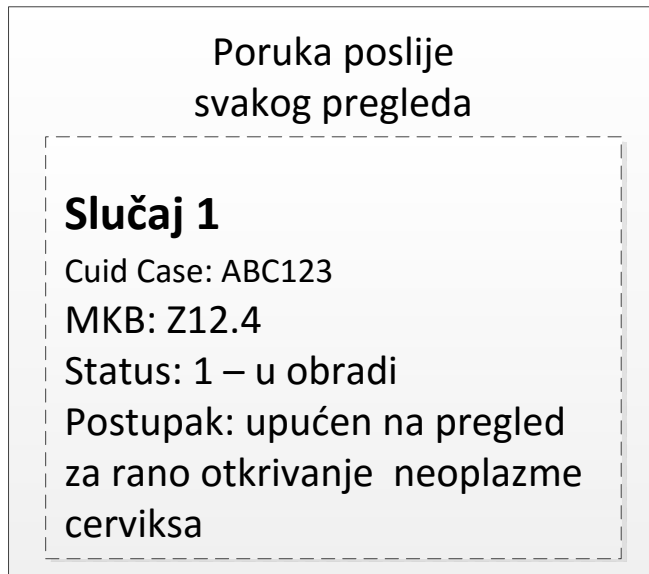 Poruka poslije
svakog pregleda
Slučaj 1
Cuid Case: ABC123
MKB: Z12.4
Status: 1 – u obradi
Postupak: upućen na pregled
za rano otkrivanje  neoplazme
cerviksa